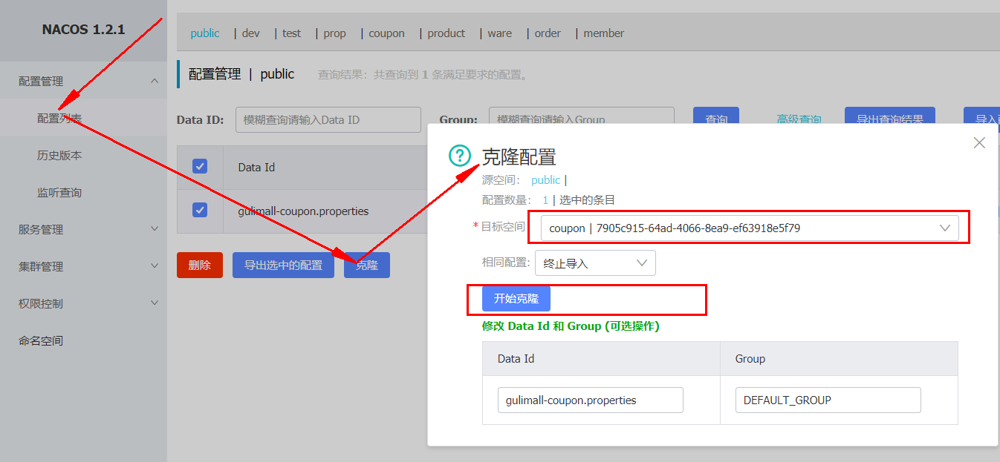 NACOS 1.2.1
public | dev | test | prop | coupon | product | ware | order | member
配置管理
配置列表
历史版本
监听查询
服务管理
集群管理
权限控制
命名空间
配置管理 | public 查询结果：共查询到 1 条满足要求的配置。
Data ID: 模糊查询请输入Data ID Group: 模糊查询请输入Group 查询 高级查询 导出查询结果 导入
Data Id
gulimall-coupon.properties
删除 导出选中的配置 克隆
克隆配置
源空间： public |
配置数量： 1 | 选中的条目
* 目标空间 coupon | 7905c915-64ad-4066-8ea9-ef63918e5f79
相同配置: 终止导入
开始克隆
修改 Data Id 和 Group (可选操作)
Data Id Group
gulimall-coupon.properties DEFAULT_GROUP